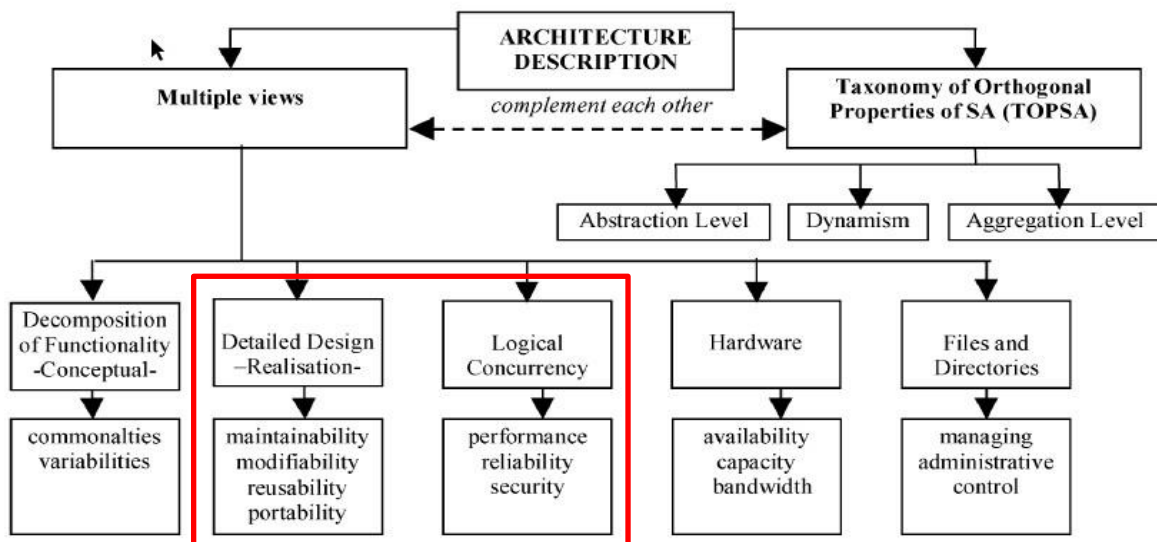 ARCHITECTURE
DESCRIPTION
Multiple views
complement each other
Taxonomy of Orthogonal
Properties of SA (TOPSA)
Abstraction Level
Dynamism
Aggregation Level
Decomposition
of Functionality
-Conceptual-
Detailed Design
–Realisation-
Logical
Concurrency
Hardware
Files and
Directories
commonalties
variabilities
maintainability
modifiability
reusability
portability
performance
reliability
security
availability
capacity
bandwidth
managing
administrative
control